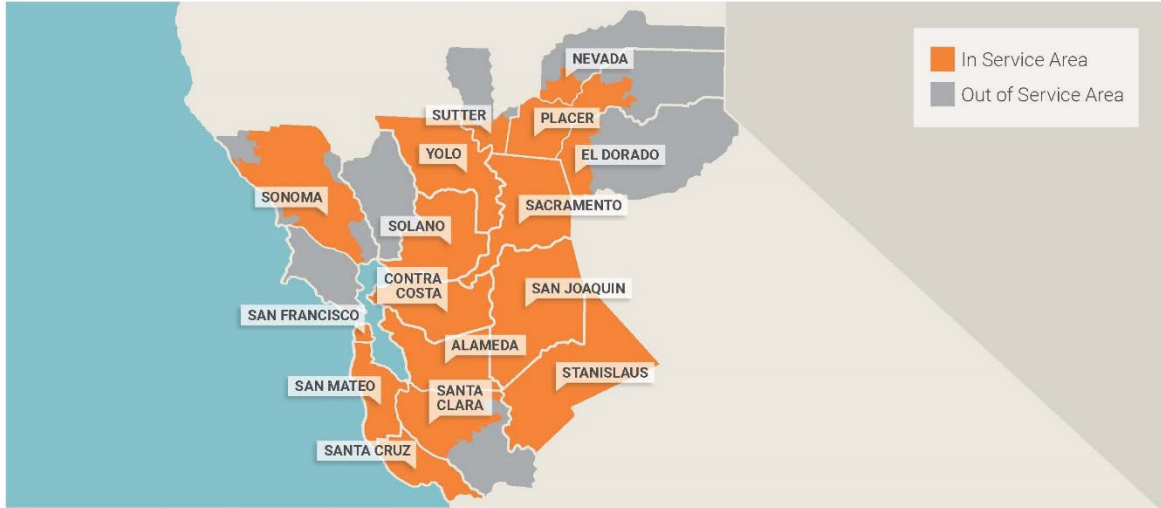 In Service Area
Out of Service Area
NEVADA
SUTTER
PLACER
YOLO
EL DORADO
SONOMA
SACRAMENTO
SOLANO
CONTRA
COSTA
SAN JOAQUIN
SAN FRANCISCO
ALAMEDA
STANISLAUS
SAN MATEO
SANTA
CLARA
SANTA CRUZ